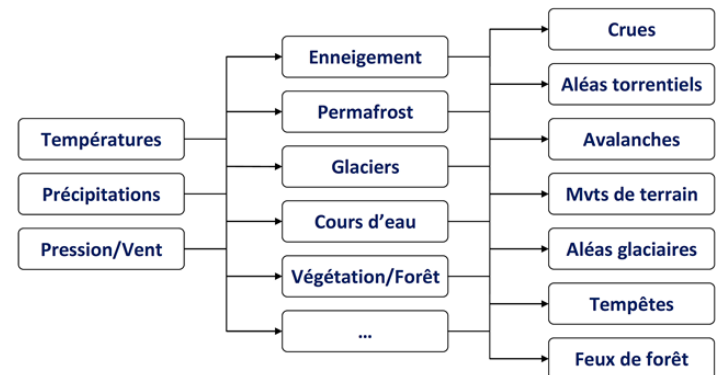 Températures
Précipitations
Pression/Vent
Enneigement
Permafrost
Glaciers
Cours d’eau
Végétation/Forêt
…
Crues
Aléas torrentiels
Avalanches
Mvts de terrain
Aléas glaciaires
Tempêtes
Feux de forêt